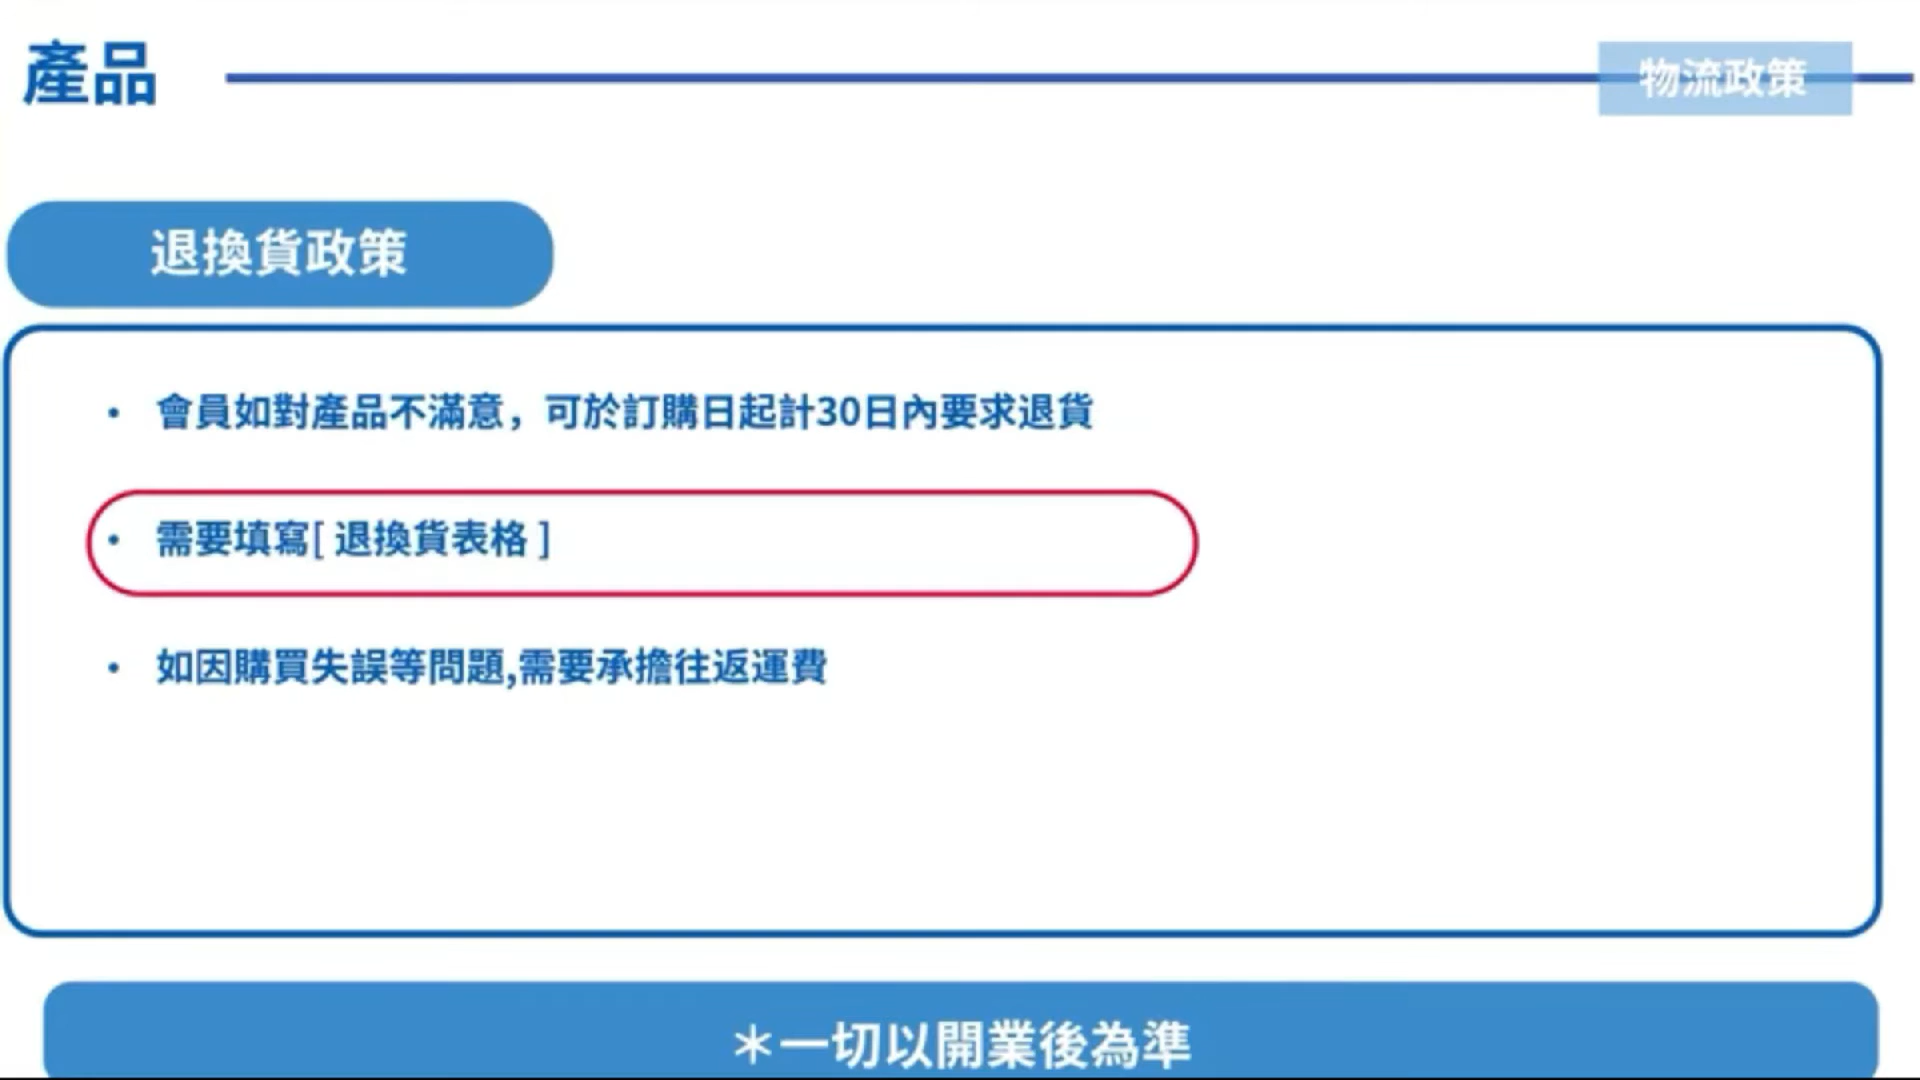 產品
物流政策
退換貨政策
• 會員如對產品不滿意，可於訂購日起計30日內要求退貨
• 需要填寫[ 退換貨表格 ]
• 如因購買失誤等問題,需要承擔往返運費
＊一切以開業後為準